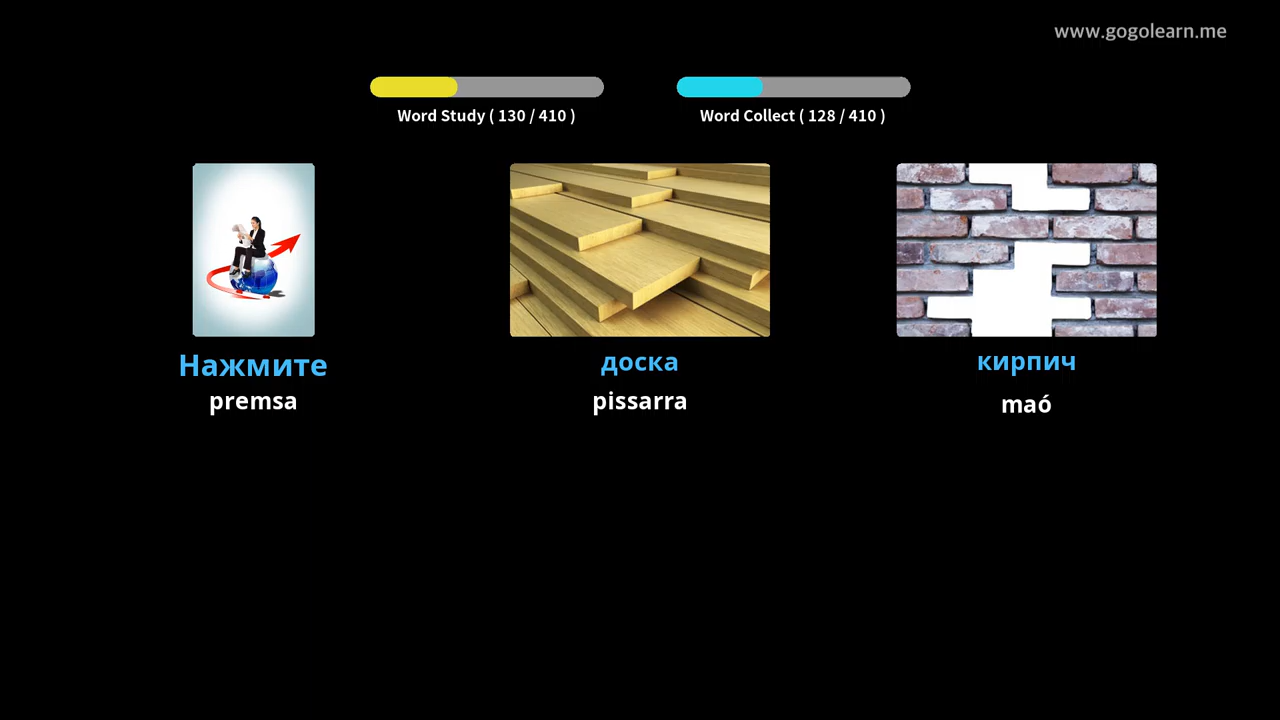 www.gogolearn.me
Word Study ( 130 / 410 )
Word Collect ( 128 / 410 )
Нажмите
premsa
доска
pissarra
кирпич
maó